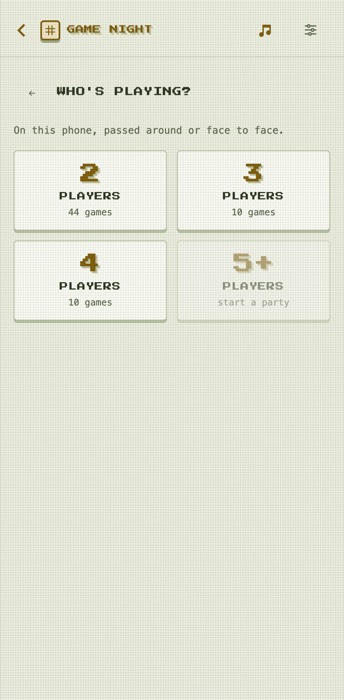 GAME NIGHT
← WHO'S PLAYING?
On this phone, passed around or face to face.
2
PLAYERS
44 games
3
PLAYERS
10 games
4
PLAYERS
10 games
5+
PLAYERS
start a party